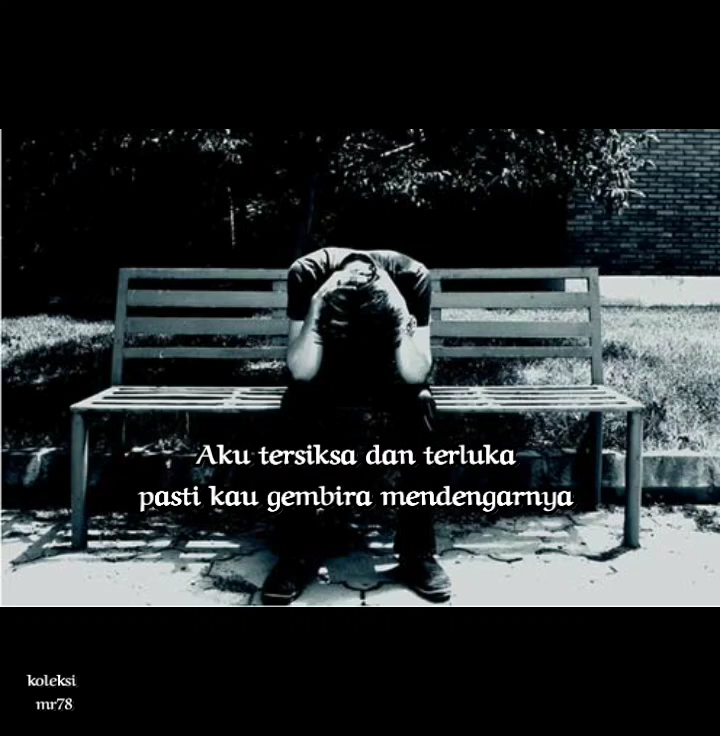 Aku tersiksa dan terluka
pasti kau gembira mendengarnya
koleksi
mr78